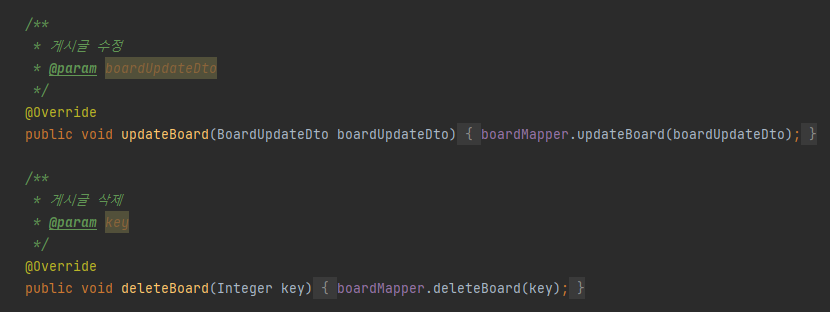 /**
 * 게시글 수정
 * @param boardUpdateDto
 */
@Override
public void updateBoard(BoardUpdateDto boardUpdateDto) { boardMapper.updateBoard(boardUpdateDto); }
/**
 * 게시글 삭제
 * @param key
 */
@Override
public void deleteBoard(Integer key) { boardMapper.deleteBoard(key); }